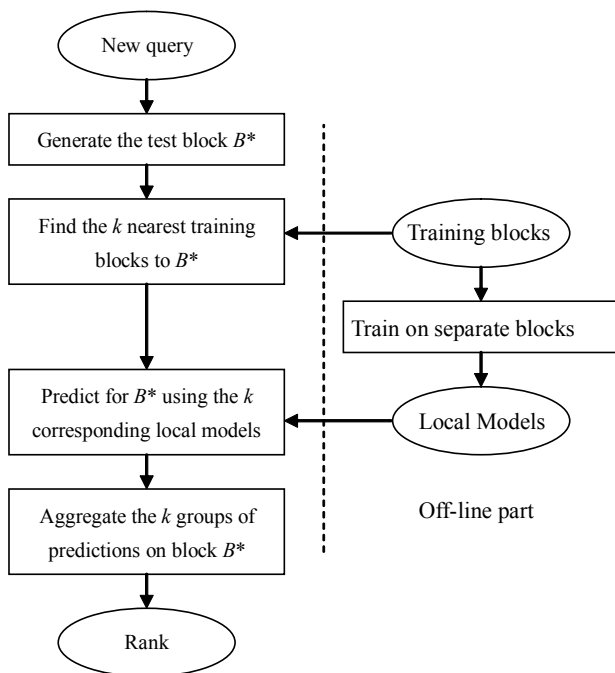 New query
Generate the test block B*
Find the k nearest training
blocks to B*
Training blocks
Train on separate blocks
Predict for B* using the k
corresponding local models
Local Models
Aggregate the k groups of
predictions on block B*
Off-line part
Rank